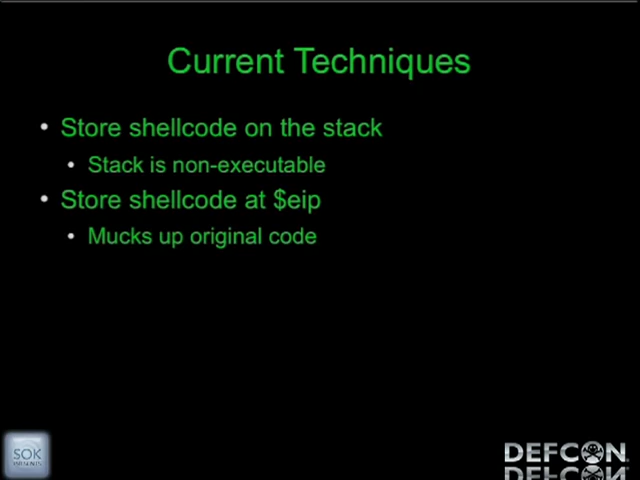 Current Techniques
• Store shellcode on the stack
• Stack is non-executable
• Store shellcode at $eip
• Mucks up original code
SOK
DEFCON